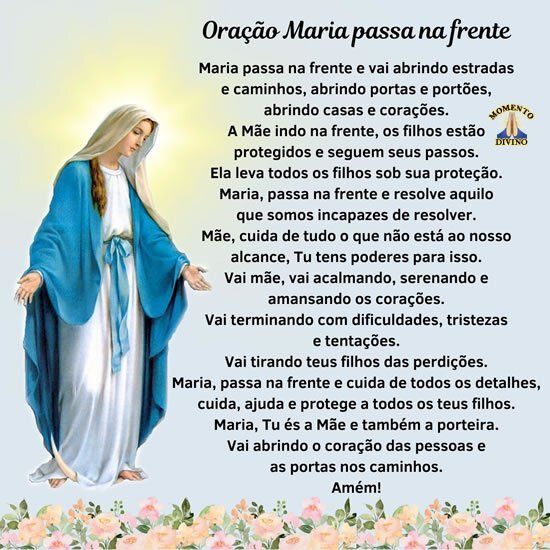 Oração Maria passa na frente
Maria passa na frente e vai abrindo estradas
e caminhos, abrindo portas e portões,
abrindo casas e corações.
MOMENTO
DIVINO
A Mãe indo na frente, os filhos estão
protegidos e seguem seus passos.
Ela leva todos os filhos sob sua proteção.
Maria, passa na frente e resolve aquilo
que somos incapazes de resolver.
Mãe, cuida de tudo o que não está ao nosso
alcance, Tu tens poderes para isso.
Vai mãe, vai acalmando, serenando e
amansando os corações.
Vai terminando com dificuldades, tristezas
e tentações.
Vai tirando teus filhos das perdições.
Maria, passa na frente e cuida de todos os detalhes,
cuida, ajuda e protege a todos os teus filhos.
Maria, Tu és a Mãe e também a porteira.
Vai abrindo o coração das pessoas e
as portas nos caminhos.
Amém!